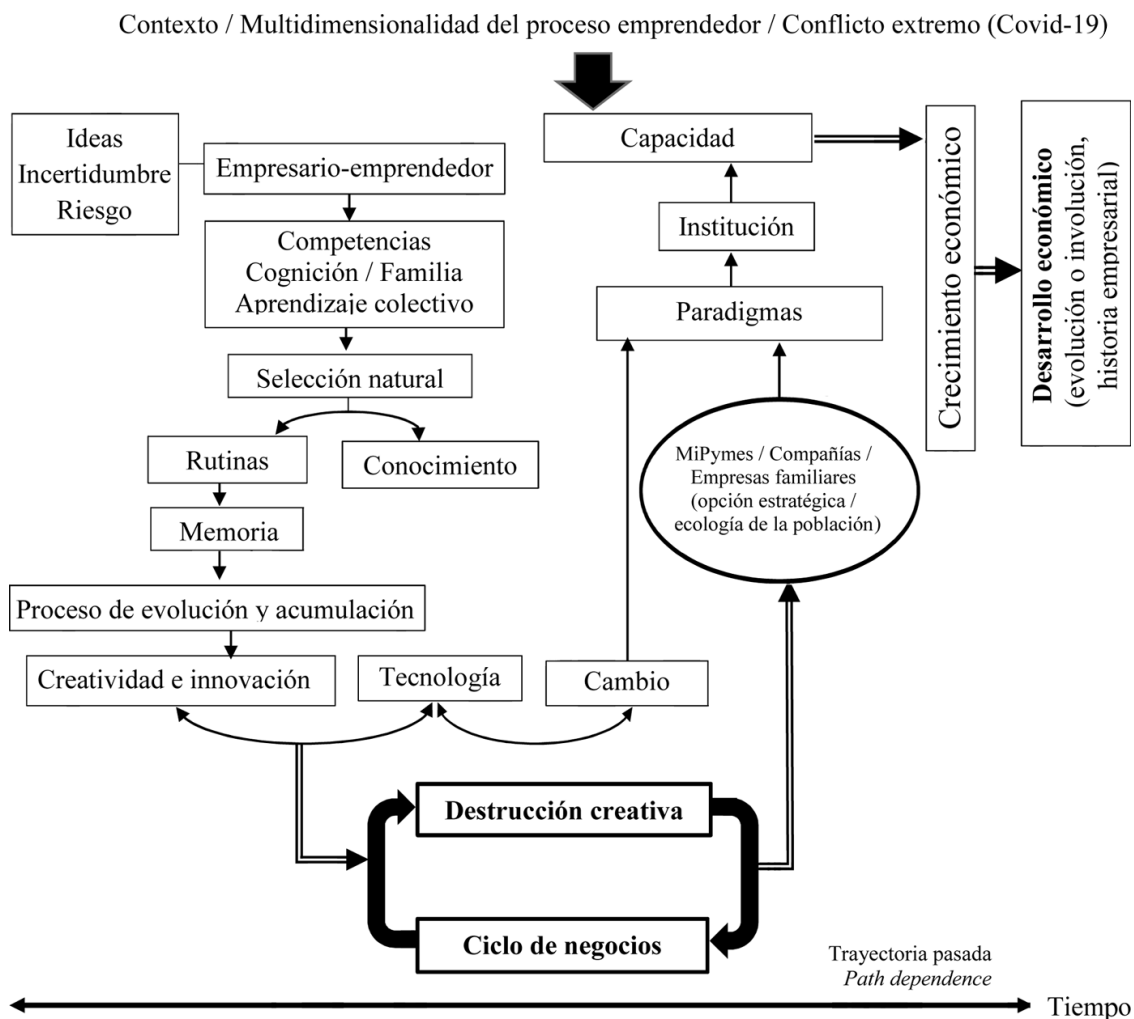 Contexto / Multidimensionalidad del proceso emprendedor / Conflicto extremo (Covid-19)
Ideas
Incertidumbre
Riesgo
Empresario-emprendedor
Competencias
Cognición / Familia
Aprendizaje colectivo
Selección natural
Rutinas
Conocimiento
Memoria
Proceso de evolución y acumulación
Creatividad e innovación
Tecnología
Cambio
Capacidad
Institución
Paradigmas
MiPymes / Compañías /
Empresas familiares
(opción estratégica /
ecología de la población)
Crecimiento económico
Desarrollo económico
(evolución o involución,
historia empresarial)
Destrucción creativa
Ciclo de negocios
Trayectoria pasada
Path dependence
Tiempo